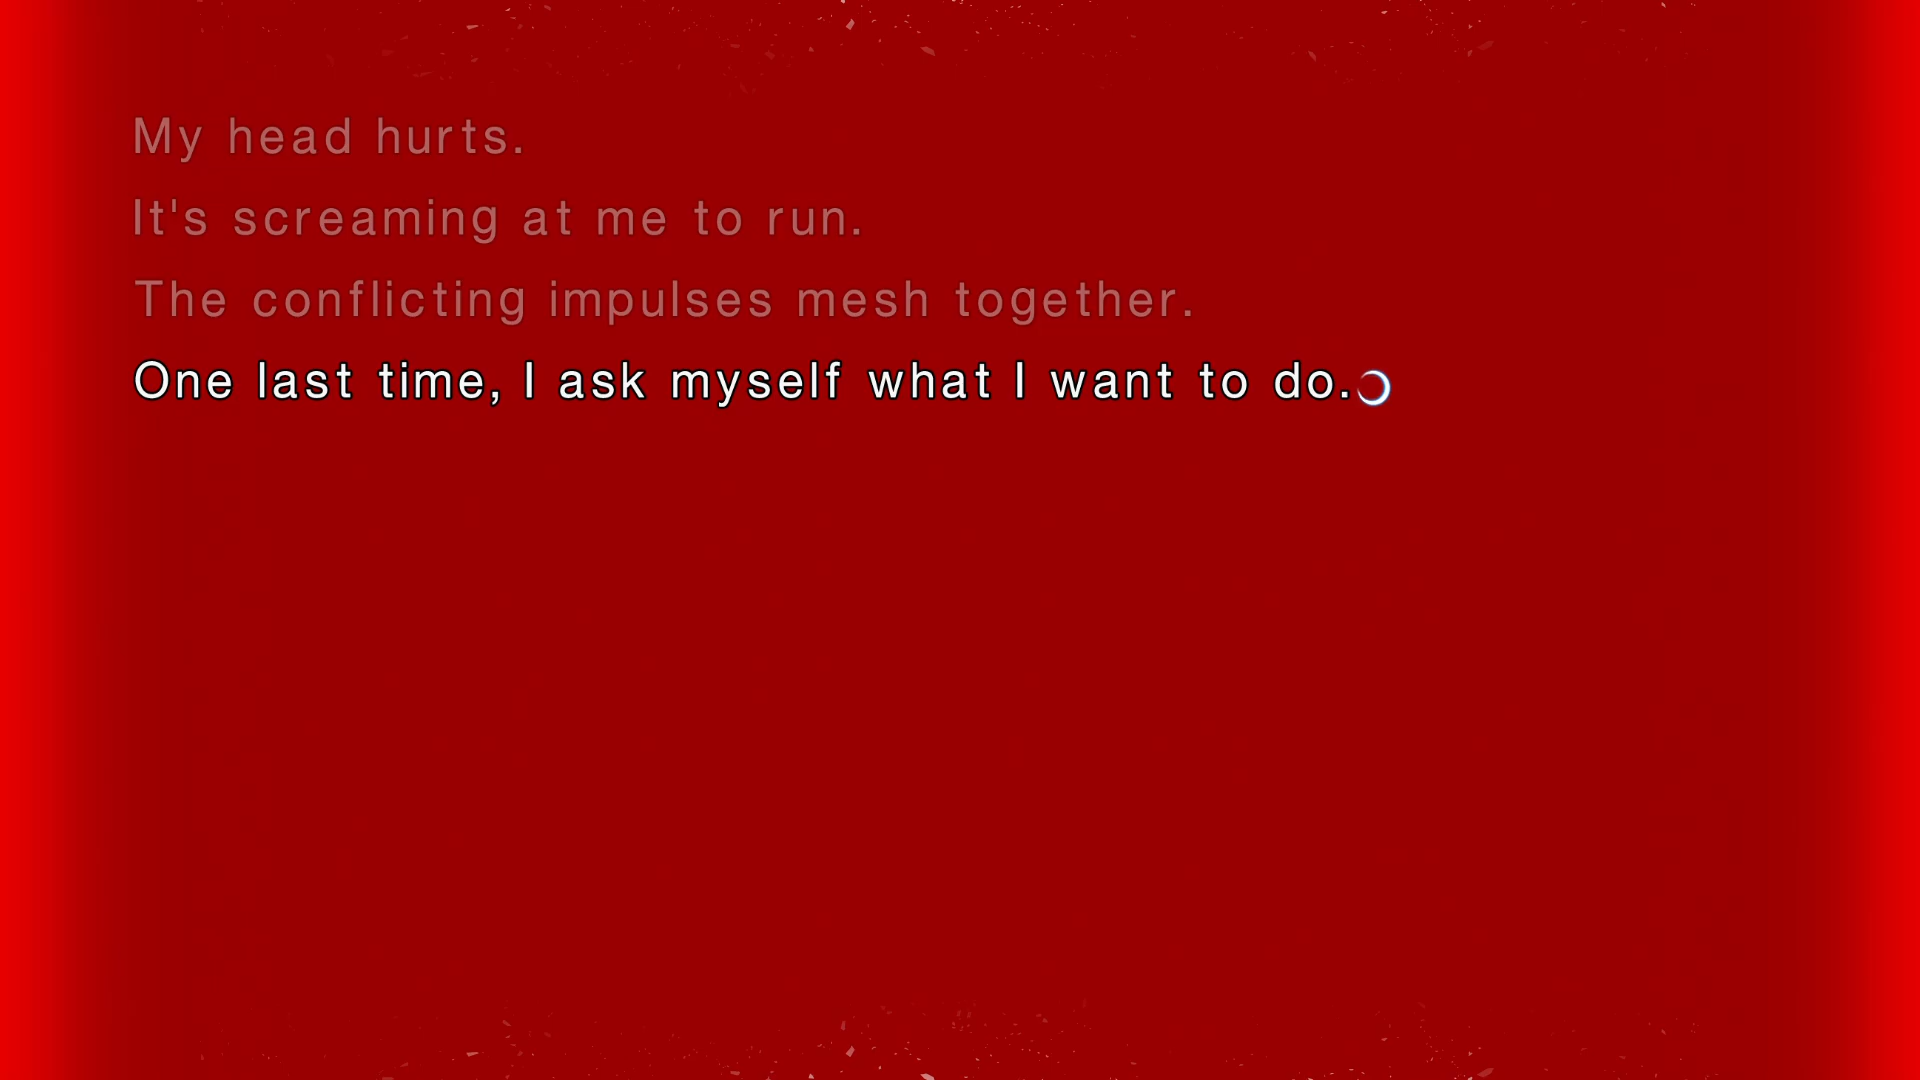 My head hurts.
It's screaming at me to run.
The conflicting impulses mesh together.
One last time, I ask myself what I want to do.